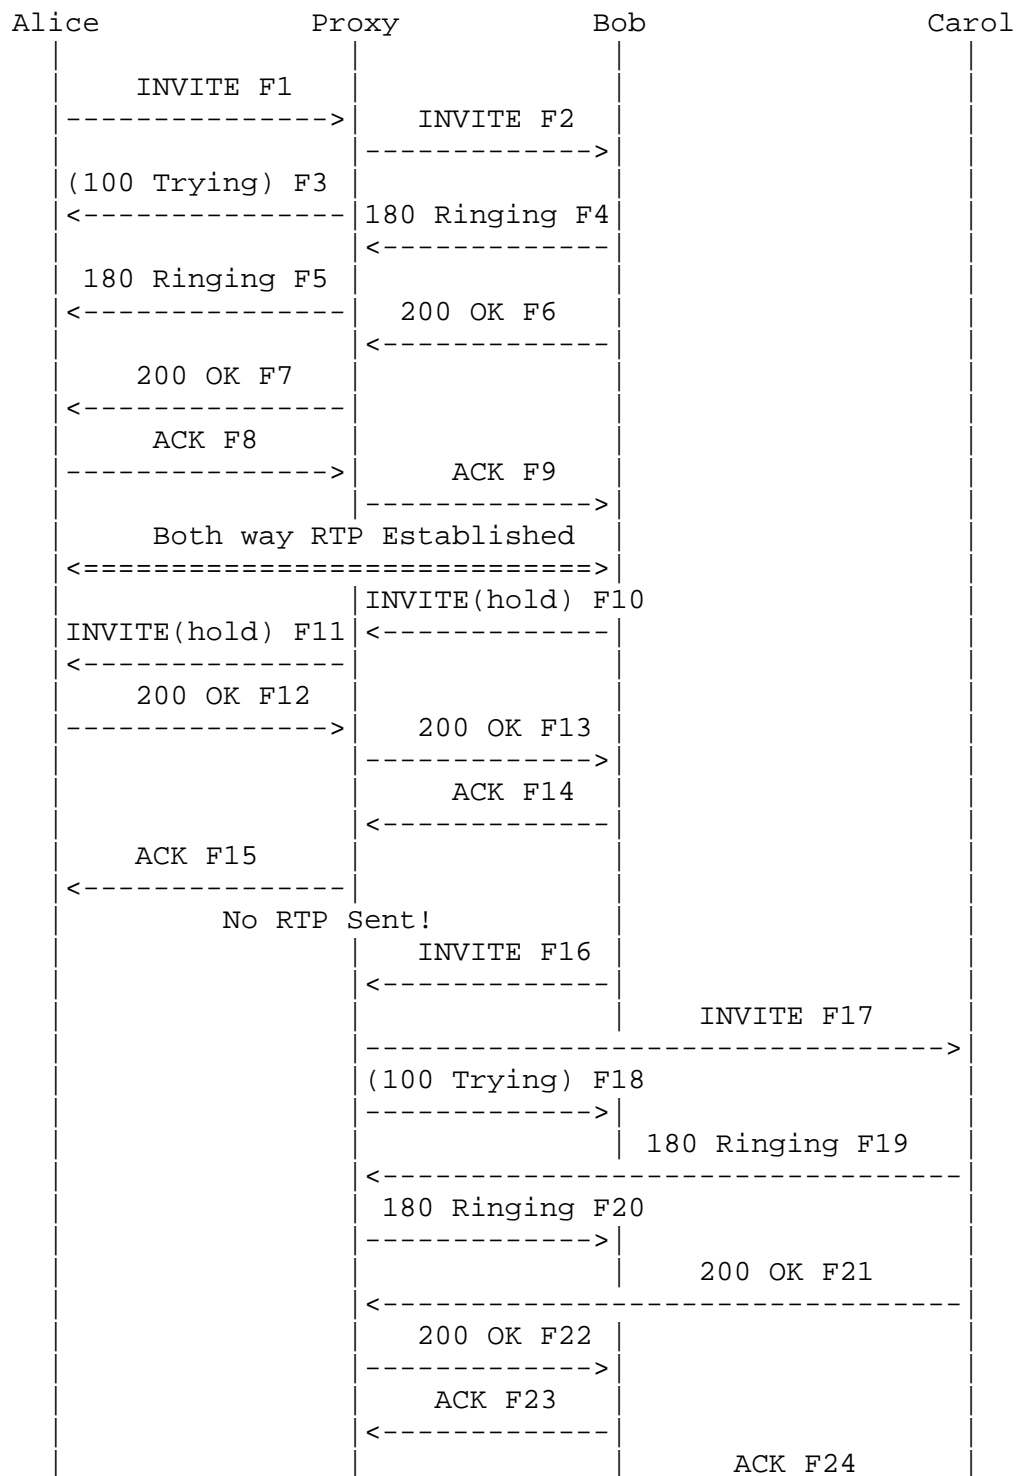 Alice Proxy Bob Carol
INVITE F1
INVITE F2
(100 Trying) F3
180 Ringing F4
180 Ringing F5
200 OK F6
200 OK F7
ACK F8
ACK F9
Both way RTP Established
INVITE(hold) F10
INVITE(hold) F11
200 OK F12
200 OK F13
ACK F14
ACK F15
No RTP Sent!
INVITE F16
INVITE F17
(100 Trying) F18
180 Ringing F19
180 Ringing F20
200 OK F21
200 OK F22
ACK F23
ACK F24